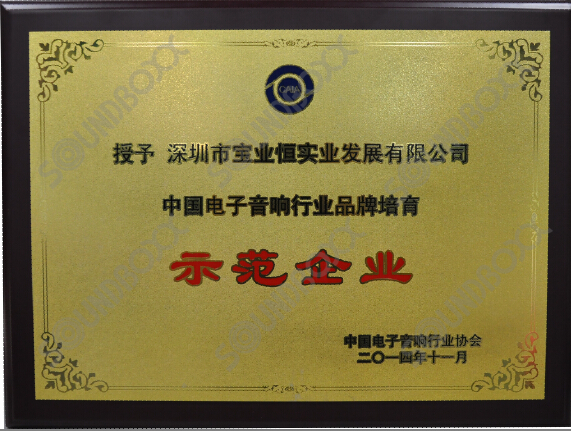 授予 深圳市宝业恒实业发展有限公司
中国电子音响行业品牌培育
示范企业
中国电子音响行业协会
二〇一四年十一月
SOUNDBOXX